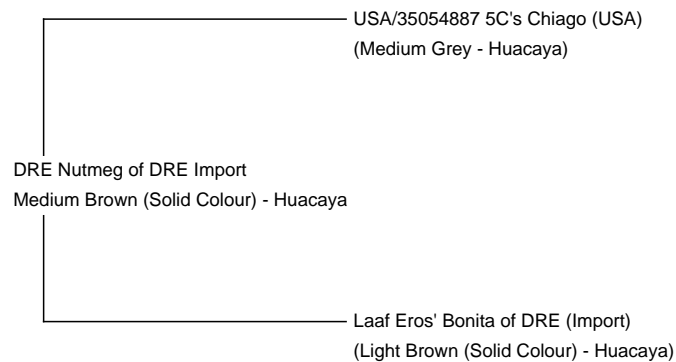 USA/35054887 5C's Chiago (USA)
(Medium Grey - Huacaya)
DRE Nutmeg of DRE Import
Medium Brown (Solid Colour) - Huacaya
Laaf Eros' Bonita of DRE (Import)
(Light Brown (Solid Colour) - Huacaya)